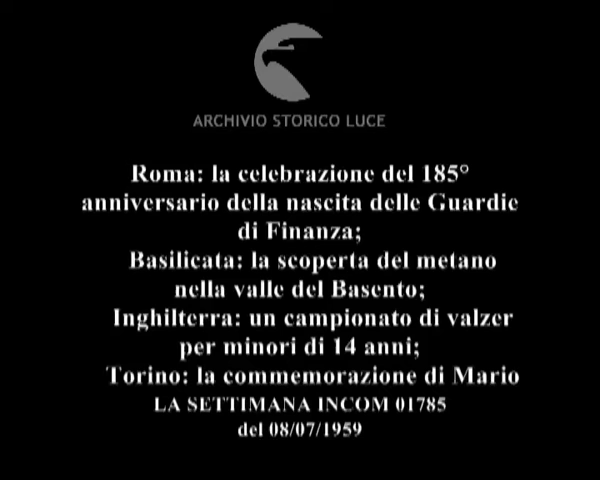 ARCHIVIO STORICO LUCE
Roma: la celebrazione del 185°
anniversario della nascita delle Guardie
di Finanza;
Basilicata: la scoperta del metano
nella valle del Basento;
Inghilterra: un campionato di valzer
per minori di 14 anni;
Torino: la commemorazione di Mario
LA SETTIMANA INCOM 01785
del 08/07/1959